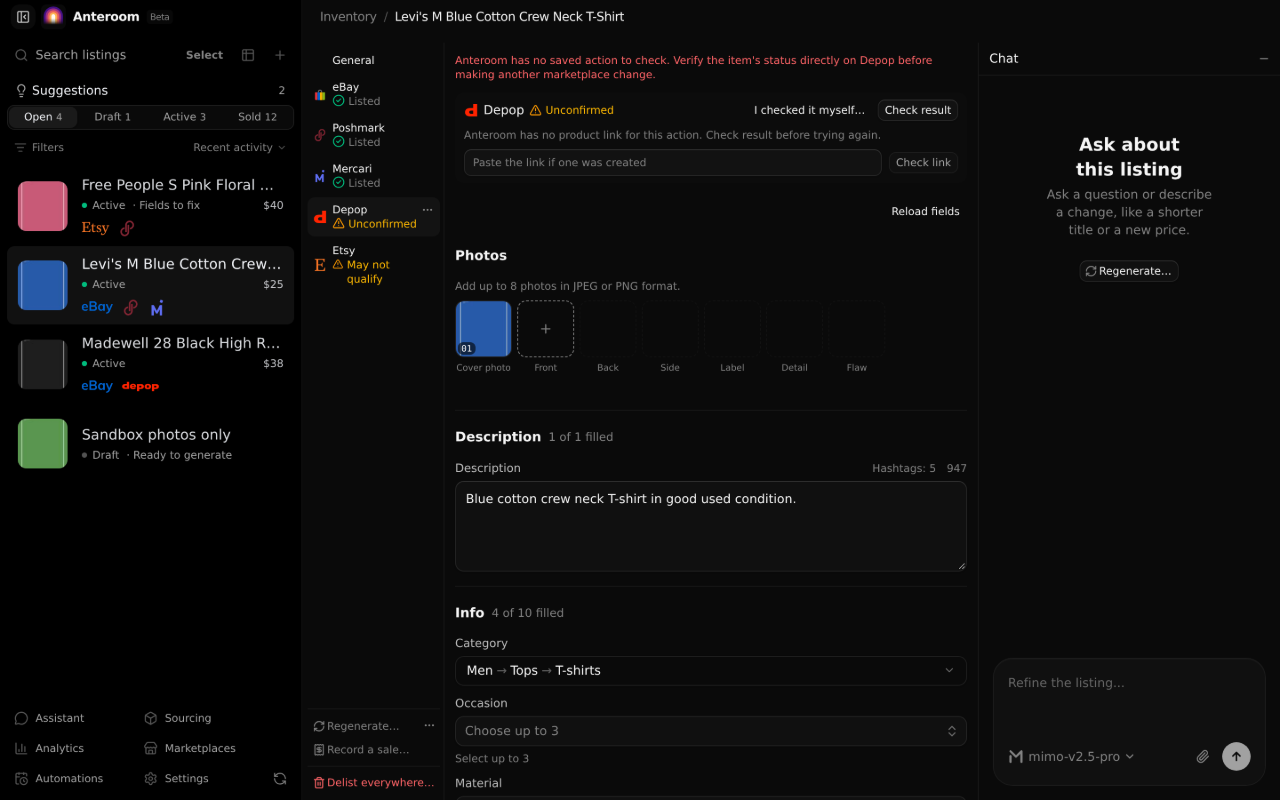 Anteroom Beta
Search listings Select
Suggestions 2
Open 4 Draft 1 Active 3 Sold 12
Filters Recent activity
Free People S Pink Floral …
Active · Fields to fix $40
Etsy
Levi's M Blue Cotton Crew…
Active $25
eBay
Madewell 28 Black High R…
Active $38
eBay depop
Sandbox photos only
Draft · Ready to generate
Assistant Sourcing
Analytics Marketplaces
Automations Settings
Inventory / Levi's M Blue Cotton Crew Neck T-Shirt
General
eBay
Listed
Poshmark
Listed
Mercari
Listed
Depop ...
Unconfirmed
E Etsy
May not
qualify
Regenerate... ...
Record a sale...
Delist everywhere...
Anteroom has no saved action to check. Verify the item's status directly on Depop before
making another marketplace change.
d Depop Unconfirmed I checked it myself... Check result
Anteroom has no product link for this action. Check result before trying again.
Paste the link if one was created Check link
Reload fields
Photos
Add up to 8 photos in JPEG or PNG format.
01 +
Cover photo Front Back Side Label Detail Flaw
Description 1 of 1 filled
Description Hashtags: 5 947
Blue cotton crew neck T-shirt in good used condition.
Info 4 of 10 filled
Category
Men → Tops → T-shirts
Occasion
Choose up to 3
Select up to 3
Material
Chat
Ask about
this listing
Ask a question or describe
a change, like a shorter
title or a new price.
Regenerate...
Refine the listing...
mimo-v2.5-pro